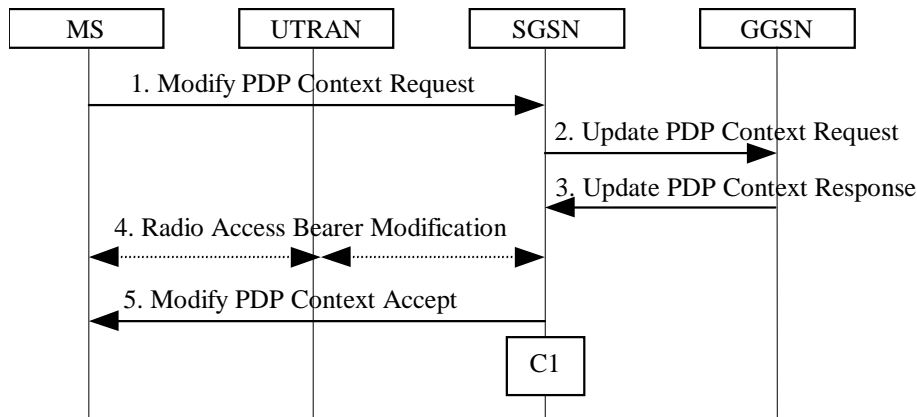 MS UTRAN SGSN GGSN
1. Modify PDP Context Request
2. Update PDP Context Request
3. Update PDP Context Response
4. Radio Access Bearer Modification
5. Modify PDP Context Accept
C1